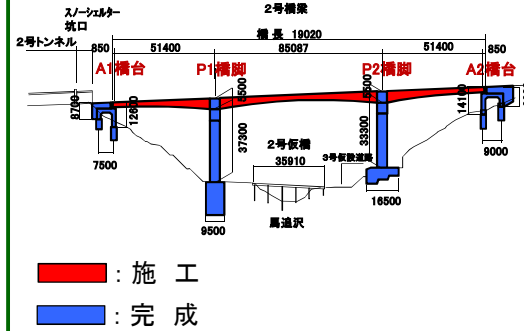 2号橋梁
スノーシェルター
坑口
2号トンネル
橋長 19020
850
51400
85087
51400
850
A1橋台
P1橋脚
P2橋脚
A2橋台
8700
12600
5500
37300
5500
33300
14100
7500
2号仮橋
35910
3号仮設道路
9000
16500
9500
馬追沢
：施 工
：完 成